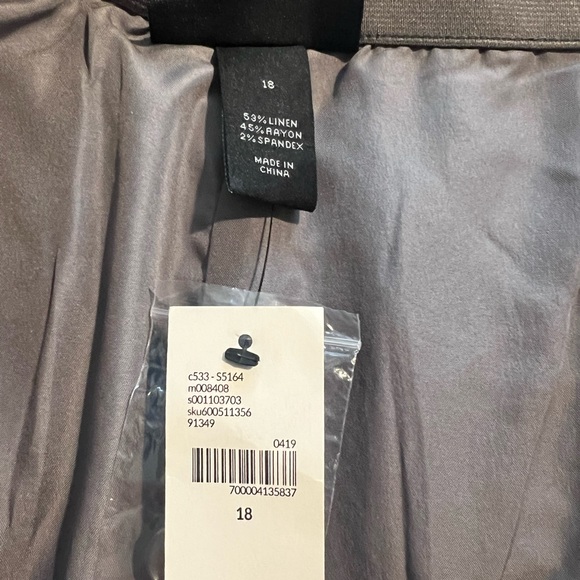 18
53% LINEN
45% RAYON
2% SPANDEX
MADE IN
CHINA
c533 - S5164
m008408
s001103703
sku600511356
91349
0419
700004135837
18